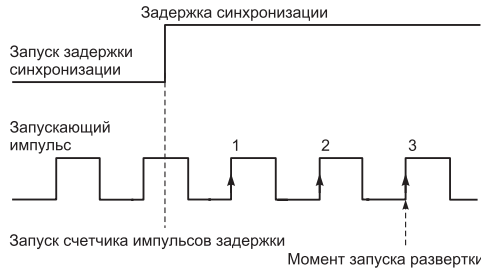 Задержка синхронизации
Запуск задержки
синхронизации
Запускающий
импульс
1
2
3
Запуск счетчика импульсов задержки
Момент запуска развертки